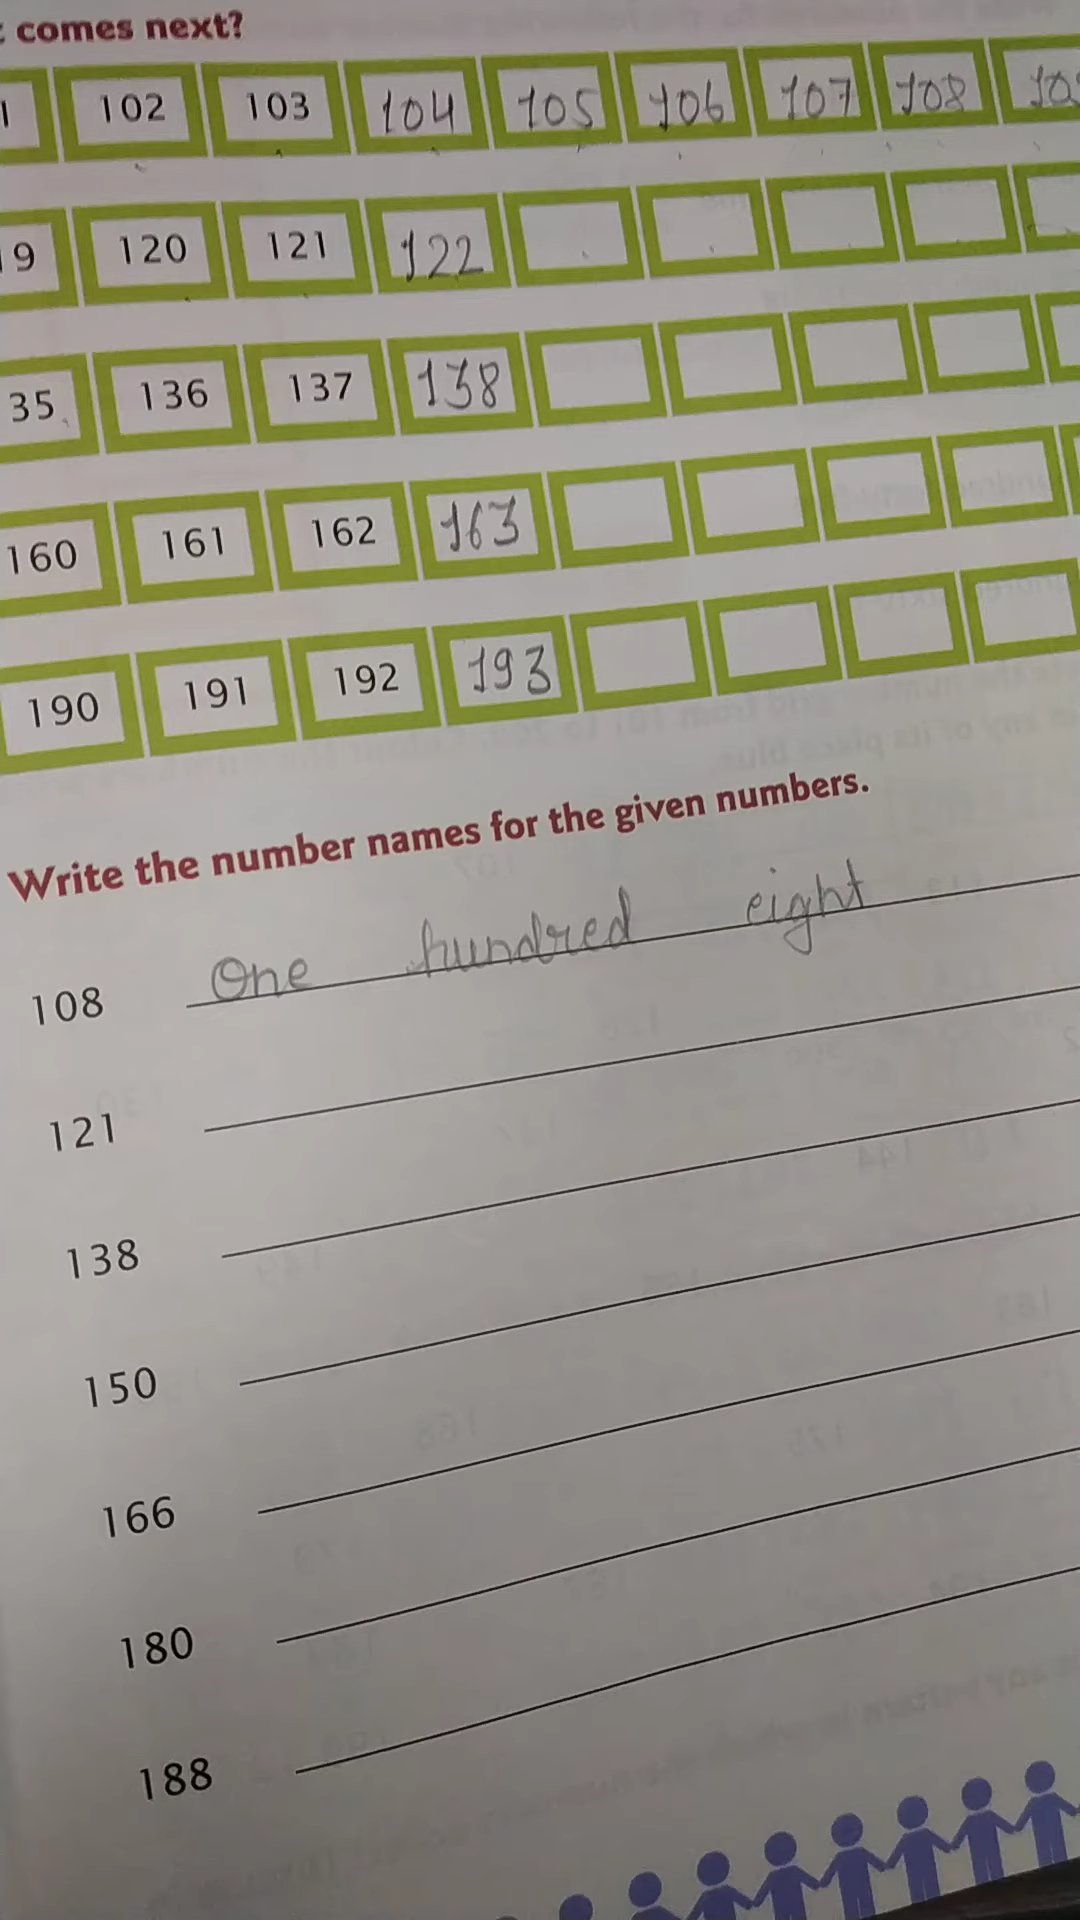 comes next?
102 103 104 105 106 107 108
120 121 122
35 136 137 138
160 161 162 163
190 191 192 193
Write the number names for the given numbers.
108 One hundred eight
121
138
150
166
180
188